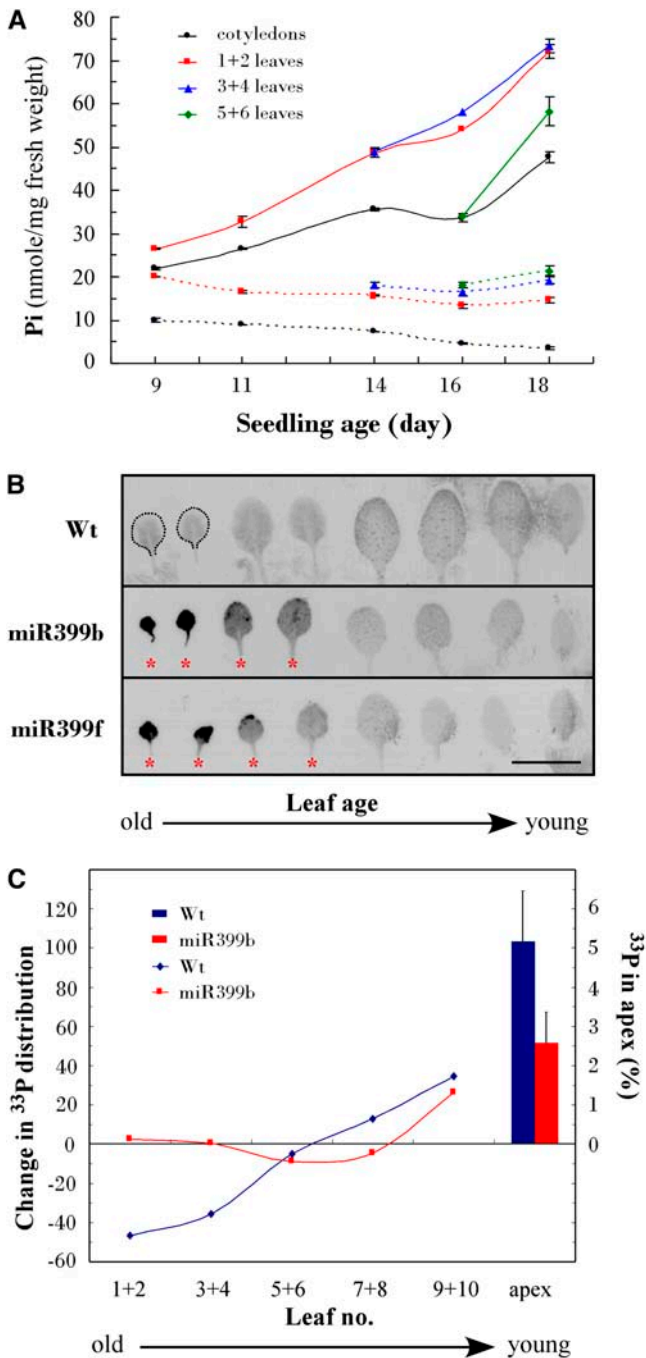 A
80
70
60
50
40
30
20
10
0
Pi (nmole/mg fresh weight)
cotyledons
1+2 leaves
3+4 leaves
5+6 leaves
9 11 14 16 18
Seedling age (day)
B
Wt
miR399b
* * * *
miR399f
* * * *
Leaf age
old young
C
Change in ³³P distribution
120
100
80
60
40
20
0
-20
-40
-60
Wt
miR399b
Wt
miR399b
6
5
4
3
2
1
0
³³P in apex (%)
1+2 3+4 5+6 7+8 9+10 apex
Leaf no.
old young